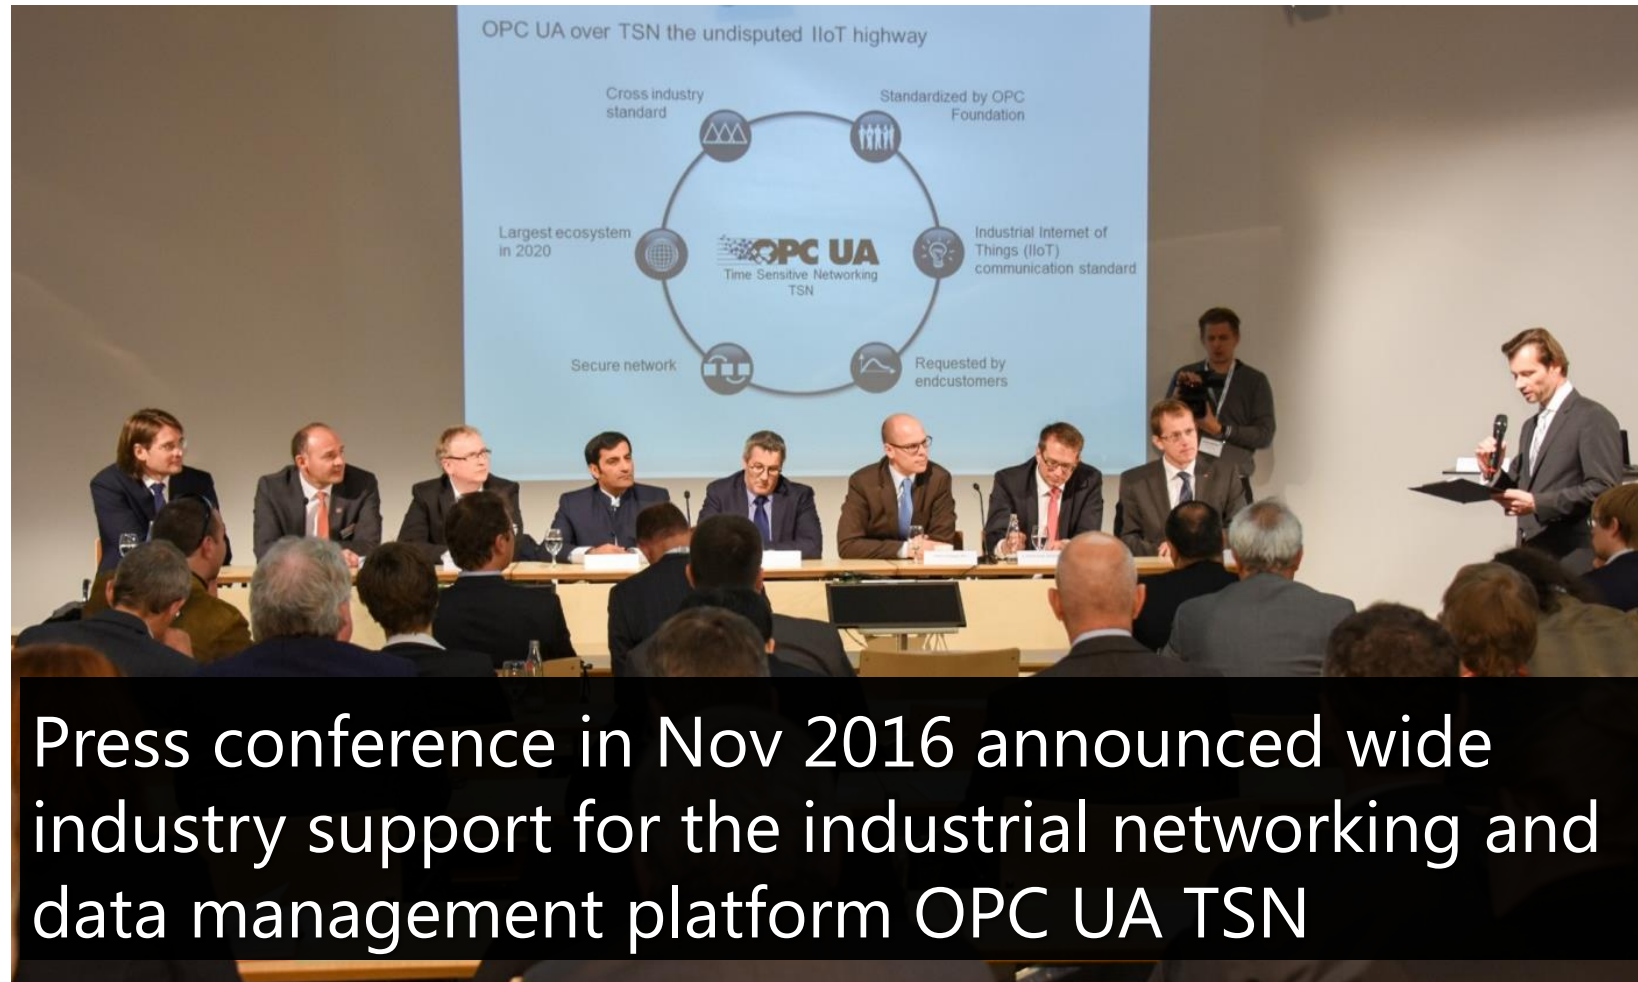 OPC UA over TSN the undisputed IIoT highway
Cross industry
standard
Standardized by OPC
Foundation
Largest ecosystem
in 2020
OPC UA
Time Sensitive Networking
TSN
Industrial Internet of
Things (IIoT)
communication standard
Secure network
Requested by
endcustomers
Press conference in Nov 2016 announced wide
industry support for the industrial networking and
data management platform OPC UA TSN